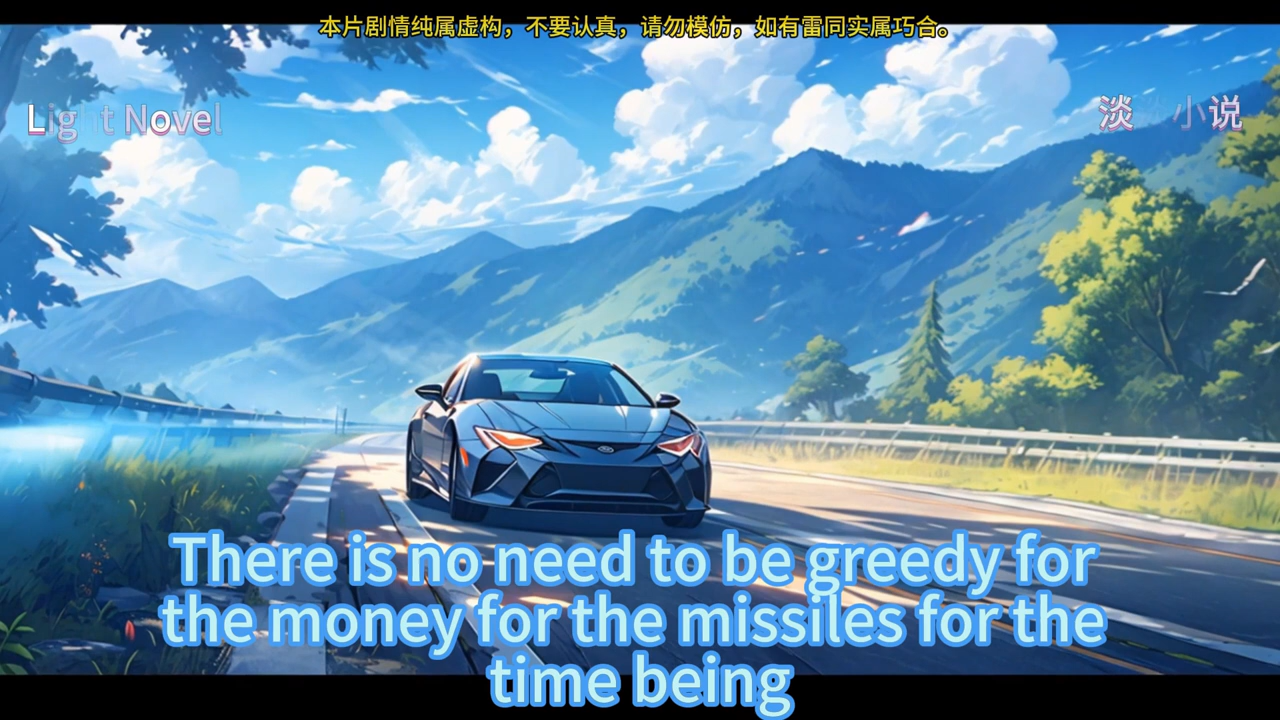 本片剧情纯属虚构，不要认真，请勿模仿，如有雷同实属巧合。
Light Novel
淡 小说
There is no need to be greedy for
the money for the missiles for the
time being